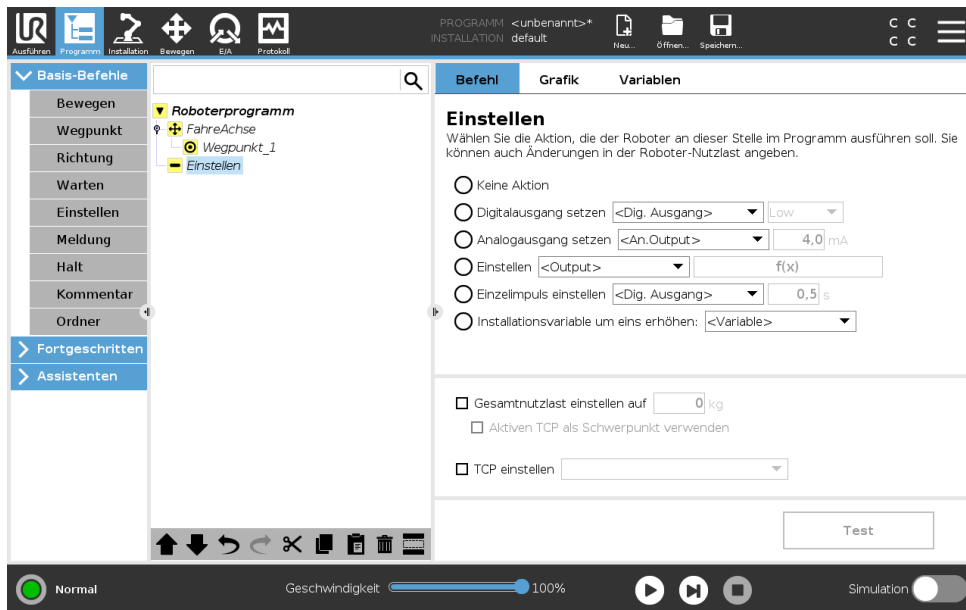 UR
PROGRAMM <unbenannt>*
INSTALLATION default
Ausführen Programm Installation Bewegen E/A Protokoll Neu... Öffnen... Speichern...
C C
C C
Basis-Befehle
Bewegen
Wegpunkt
Richtung
Warten
Einstellen
Meldung
Halt
Kommentar
Ordner
Fortgeschritten
Assistenten
Roboterprogramm
FahreAchse
Wegpunkt_1
Einstellen
Befehl Grafik Variablen
Einstellen
Wählen Sie die Aktion, die der Roboter an dieser Stelle im Programm ausführen soll. Sie
können auch Änderungen in der Roboter-Nutzlast angeben.
Keine Aktion
Digitalausgang setzen <Dig. Ausgang> Low
Analogausgang setzen <An.Output> 4,0 mA
Einstellen <Output> f(x)
Einzelimpuls einstellen <Dig. Ausgang> 0,5 s
Installationsvariable um eins erhöhen: <Variable>
Gesamtnutzlast einstellen auf 0 kg
Aktiven TCP als Schwerpunkt verwenden
TCP einstellen
Test
Normal Geschwindigkeit 100% Simulation